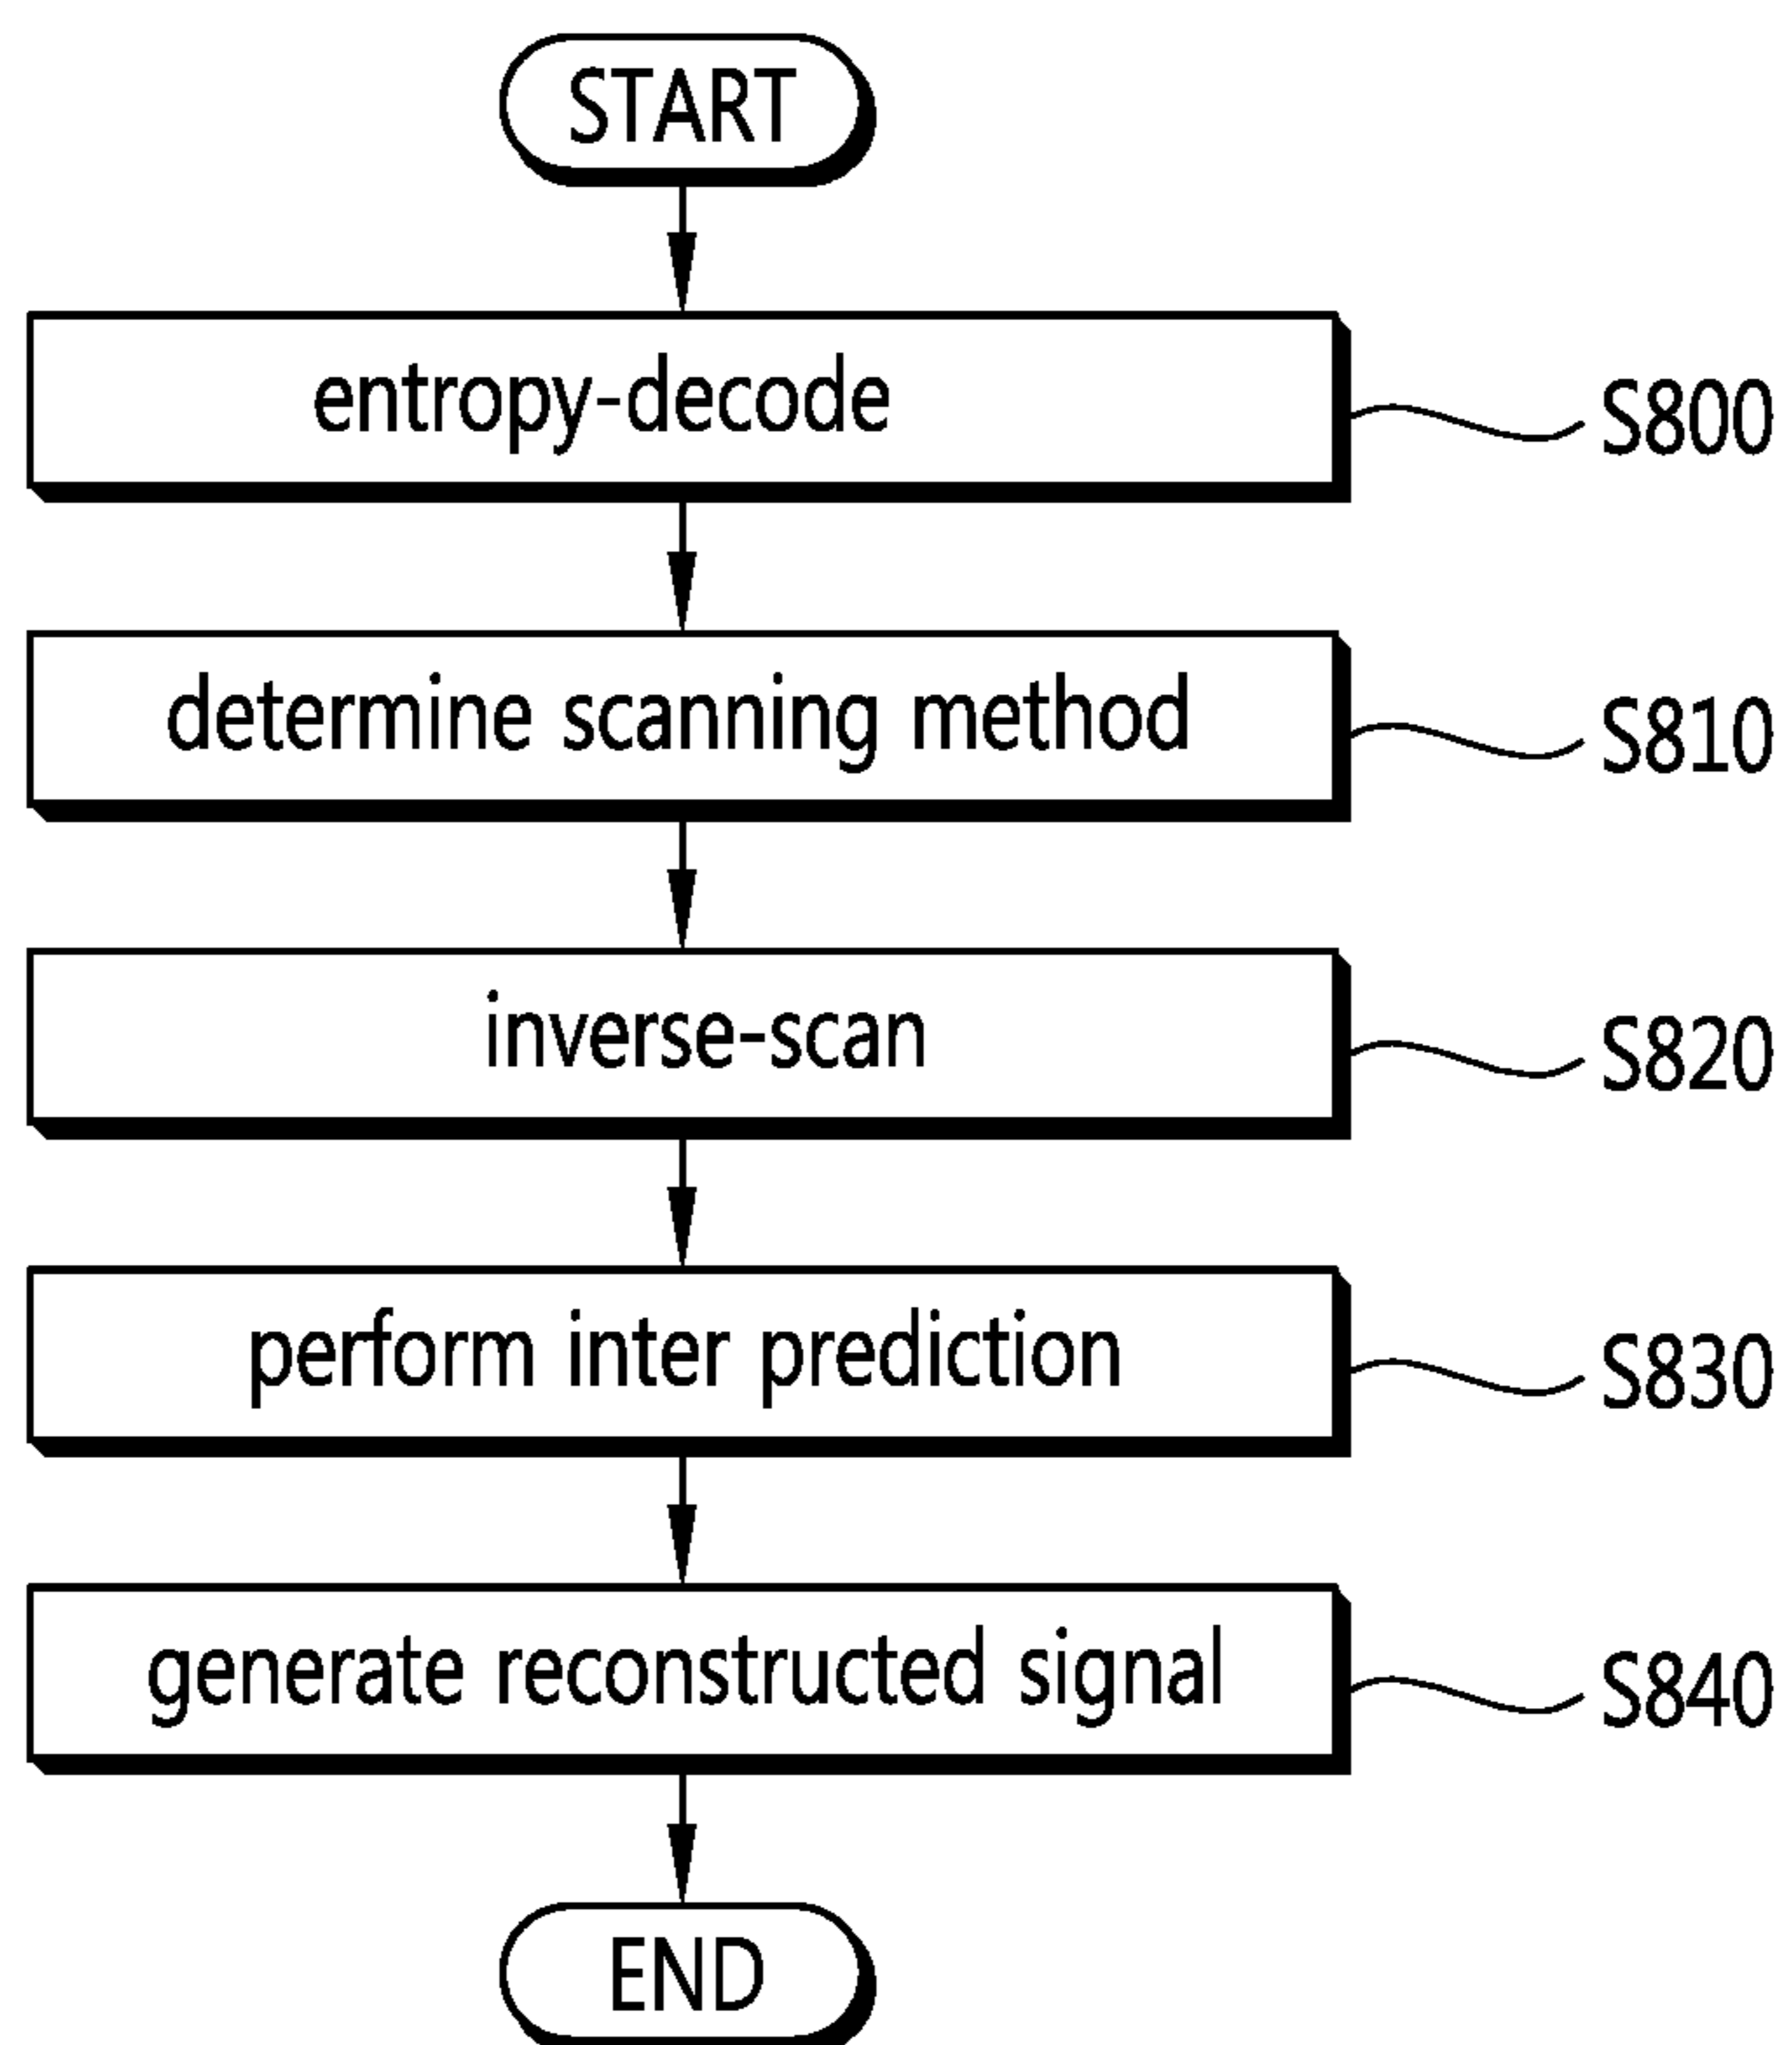 START
entropy-decode
S800
determine scanning method
S810
inverse-scan
S820
perform inter prediction
S830
generate reconstructed signal
S840
END